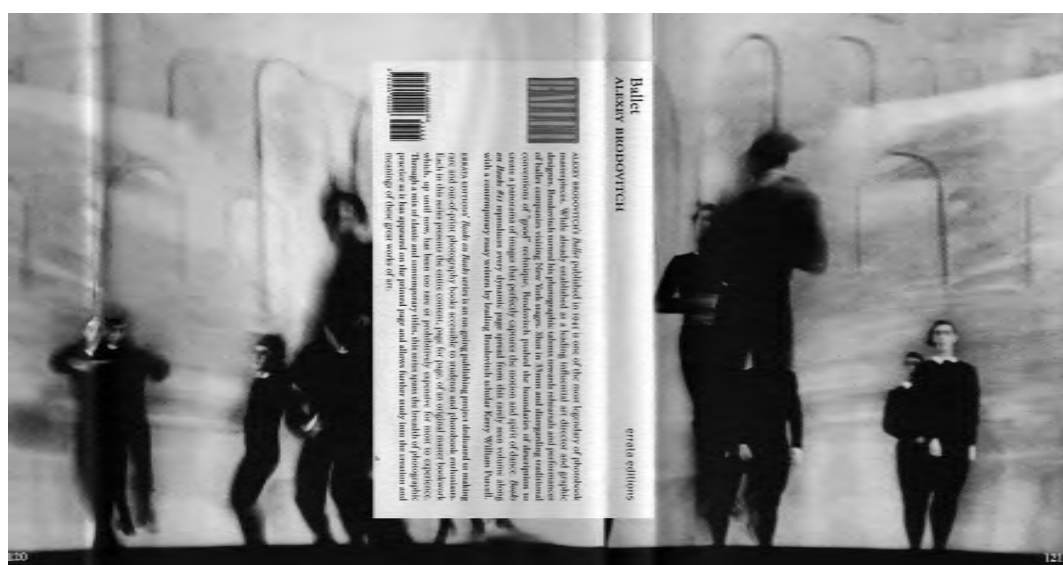 Ballet
ALEXEY BRODOVITCH
errata editions
ALEXEY BRODOVITCH'S Ballet published in 1945 is one of the most legendary of photobook
masterpieces. While already established as a leading influential art director and graphic
designer, Brodovitch turned his photographic talents towards rehearsals and performances
of ballet companies visiting New York stages. Shot in 35mm and disregarding traditional
conventions of "good" technique, Brodovitch pushed the boundaries of description to
create a panorama of images that perfectly captures the motion and spirit of dance. Books
on Books #11 reproduces every dynamic page spread from this rarely seen volume along
with a contemporary essay written by leading Brodovitch scholar Kerry William Purcell.
ERRATA EDITIONS' Books on Books series is an on-going publishing project dedicated to making
rare and out-of-print photography books accessible to students and photobook enthusiasts.
Each in this series presents the entire content, page for page, of an original master bookwork
which, up until now, has been too rare or prohibitively expensive for most to experience.
Through a mix of classic and contemporary titles, this series spans the breadth of photographic
practice as it has appeared on the printed page and allows further study into the creation and
meanings of these great works of art.
120
121